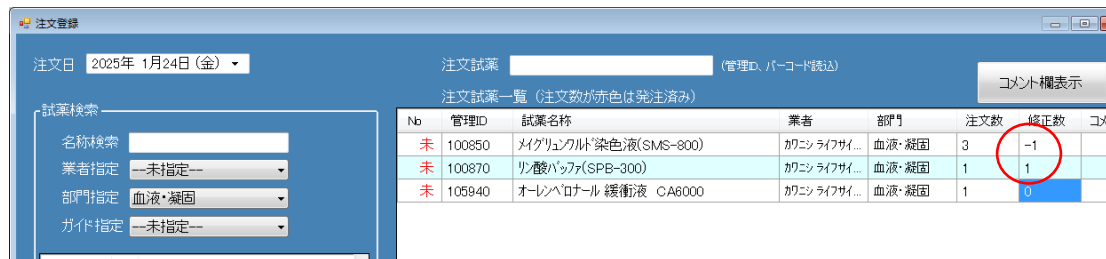 注文登録
注文日 2025年 1月24日(金)
注文試薬 (管理ID、バーコード読込)
コメント欄表示
注文試薬一覧 (注文数が赤色は発注済み)
試薬検索
名称検索
業者指定 --未指定--
部門指定 血液・凝固
ガイド指定 --未指定--
No 管理ID 試薬名称 業者 部門 注文数 修正数 コメ
未 100850 メイグリュンワルド染色液(SMS-800) カワニシ ライフサイ... 血液・凝固 3 -1
未 100870 リン酸バッファ(SPB-300) カワニシ ライフサイ... 血液・凝固 1 1
未 105940 オーレンベロナール 緩衝液 CA6000 カワニシ ライフサイ... 血液・凝固 1 0